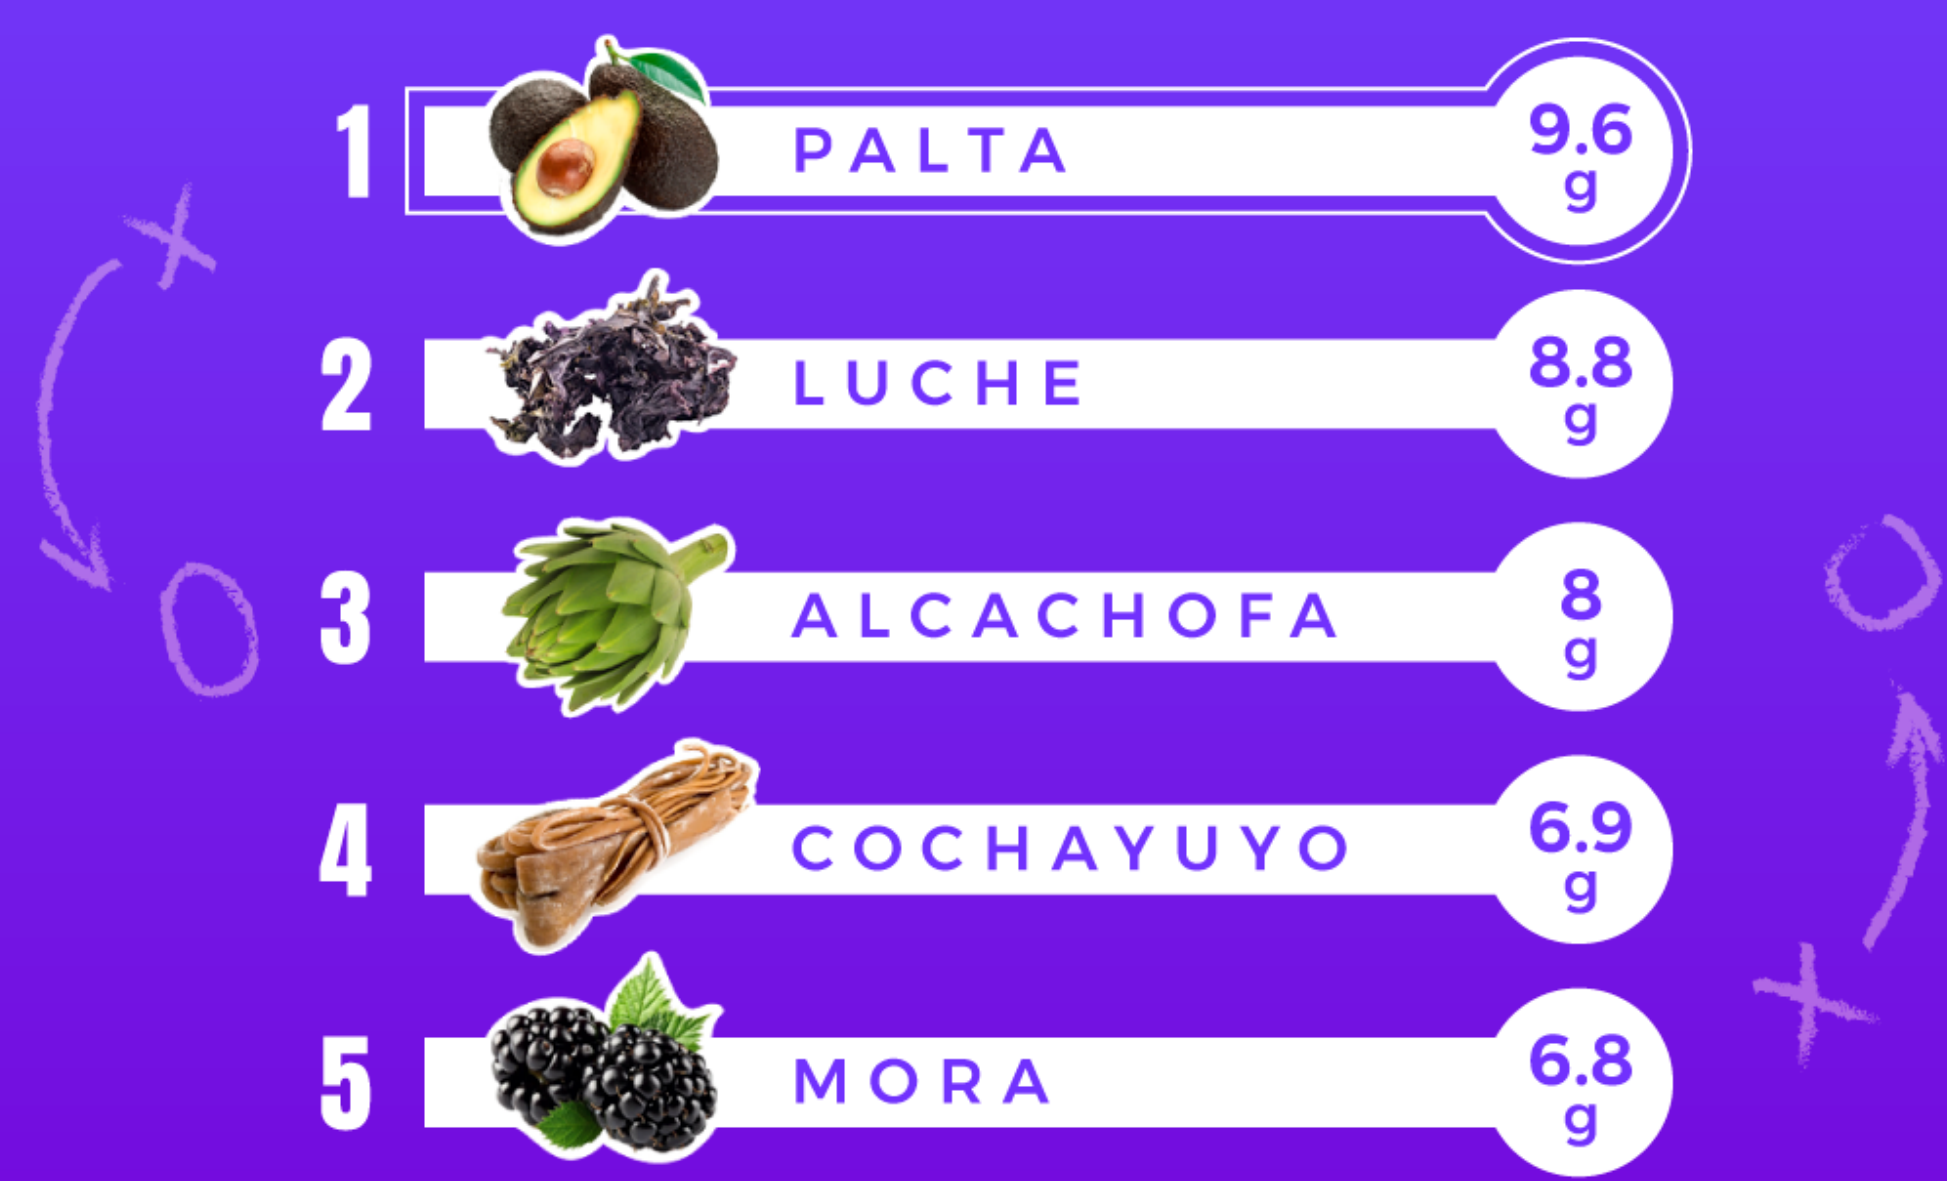 1 PALTA 9.6 g
2 LUCHE 8.8 g
3 ALCACHOFA 8 g
4 COCHAYUYO 6.9 g
5 MORA 6.8 g